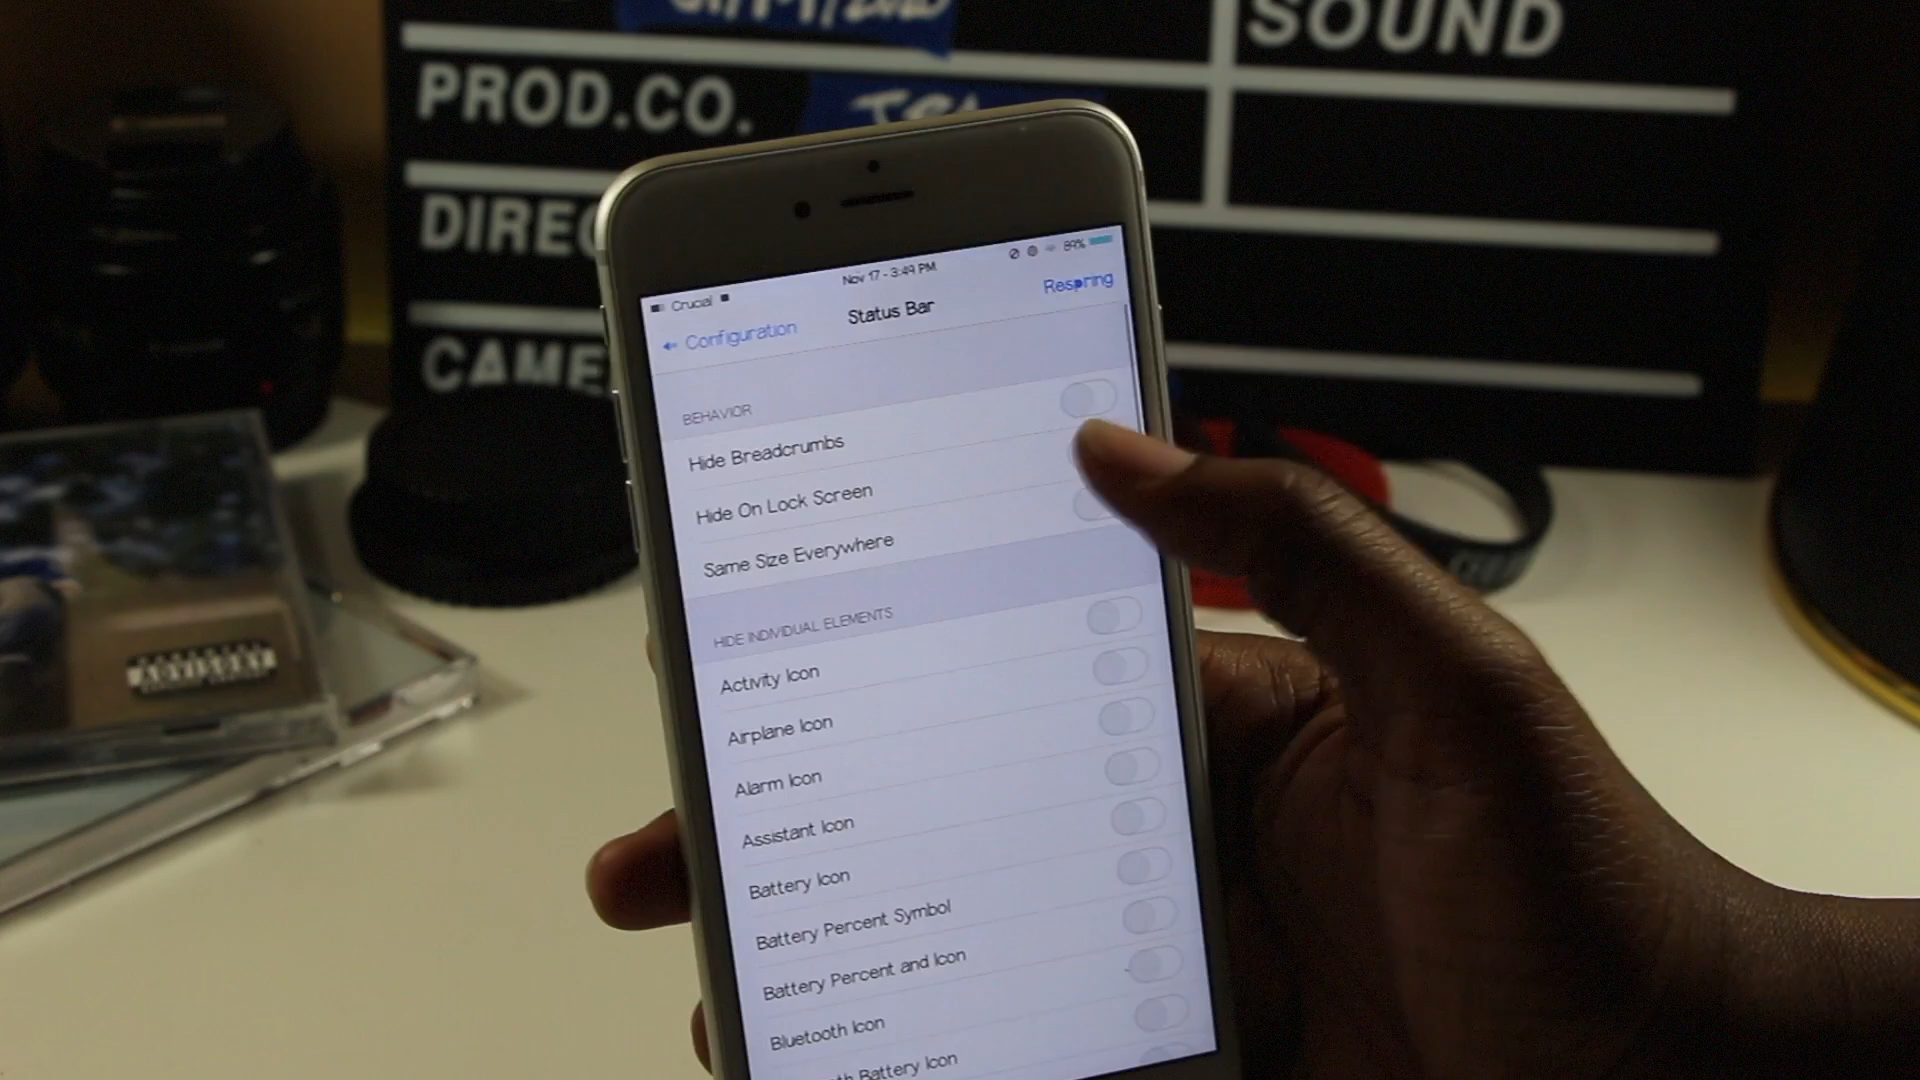 SOUND
PROD.CO.
DIREC
CAME
Crucial
Nov 17 - 3:49 PM
89%
Configuration
Status Bar
Respring
BEHAVIOR
Hide Breadcrumbs
Hide On Lock Screen
Same Size Everywhere
HIDE INDIVIDUAL ELEMENTS
Activity Icon
Airplane Icon
Alarm Icon
Assistant Icon
Battery Icon
Battery Percent Symbol
Battery Percent and Icon
Bluetooth Icon
th Battery Icon
ADVISORY